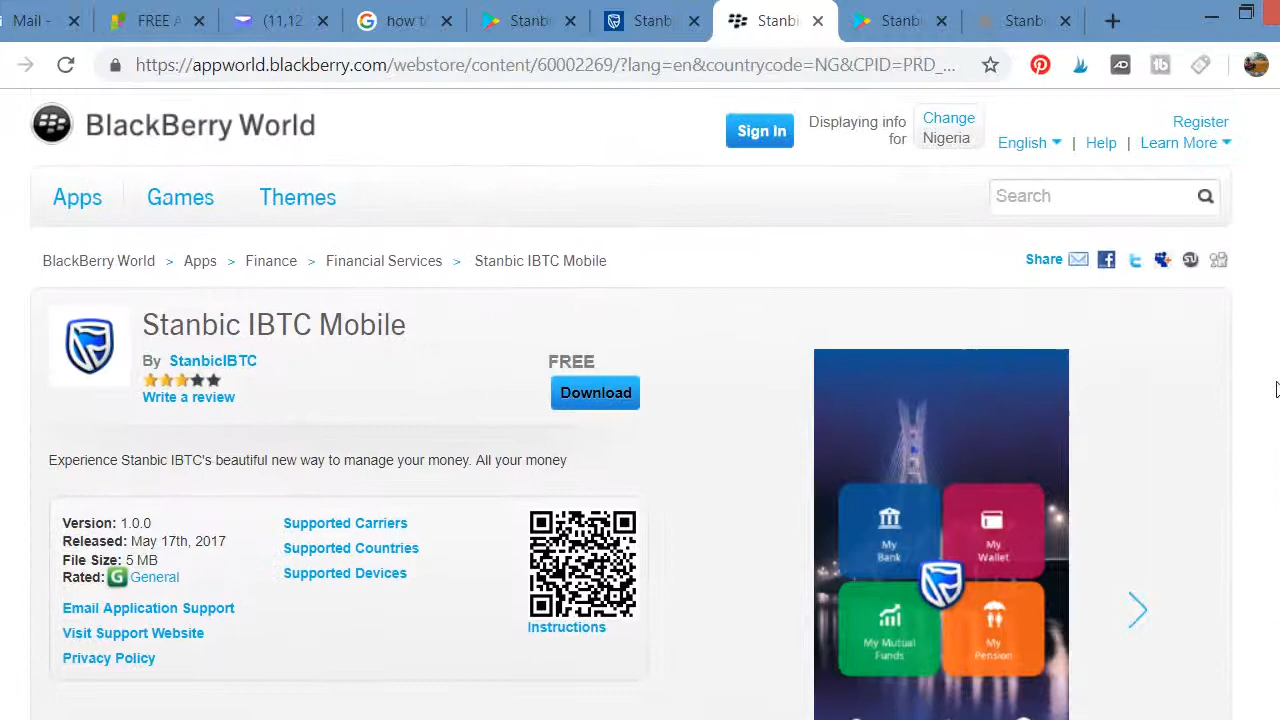 Mail -
FREE A
(11,12
how t
Stanbi
Stanb
Stanbi
Stanbi
Stanb
https://appworld.blackberry.com/webstore/content/60002269/?lang=en&countrycode=NG&CPID=PRD_...
BlackBerry World
Sign In
Displaying info for
Change
Nigeria
Register
English | Help | Learn More
Apps Games Themes
Search
BlackBerry World > Apps > Finance > Financial Services > Stanbic IBTC Mobile
Share
Stanbic IBTC Mobile
By StanbicIBTC
Write a review
FREE
Download
Experience Stanbic IBTC's beautiful new way to manage your money. All your money
Version: 1.0.0
Released: May 17th, 2017
File Size: 5 MB
Rated: G General
Email Application Support
Visit Support Website
Privacy Policy
Supported Carriers
Supported Countries
Supported Devices
Instructions
My Bank
My Wallet
My Mutual Funds
My Pension